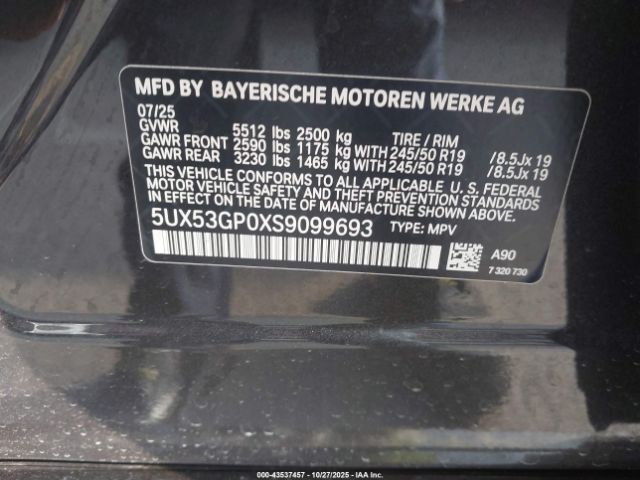 MFD BY BAYERISCHE MOTOREN WERKE AG
07/25
GVWR 5512 lbs 2500 kg TIRE / RIM
GAWR FRONT 2590 lbs 1175 kg WITH 245/50 R19 /8.5Jx 19
GAWR REAR 3230 lbs 1465 kg WITH 245/50 R19 /8.5Jx 19
THIS VEHICLE CONFORMS TO ALL APPLICABLE U. S. FEDERAL
MOTOR VEHICLE SAFETY AND THEFT PREVENTION STANDARDS
IN EFFECT ON THE DATE OF MANUFACTURE SHOWN ABOVE.
5UX53GP0XS9099693 TYPE: MPV
A90
7 320 730
000-43537457 | 10/27/2025 | IAAI.CA